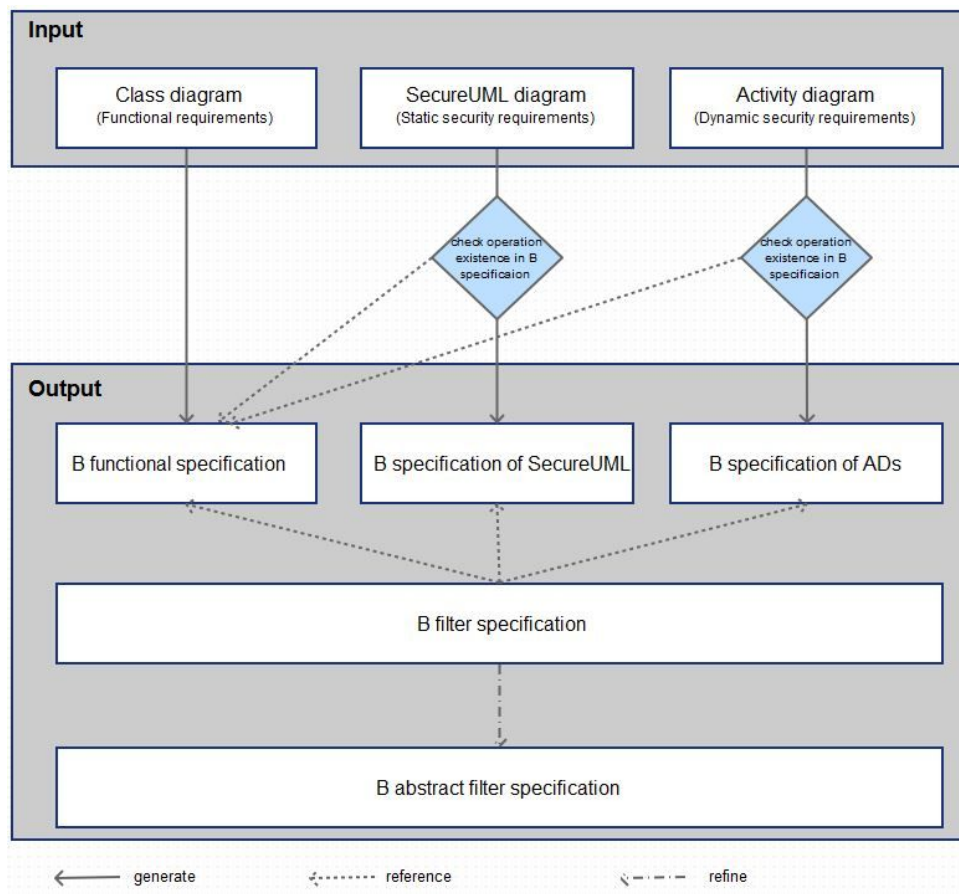 Input
Class diagram
(Functional requirements)
SecureUML diagram
(Static security requirements)
Activity diagram
(Dynamic security requirements)
check operation
existence in B
specificaion
check operation
existence in B
specificaion
Output
B functional specification
B specification of SecureUML
B specification of ADs
B filter specification
B abstract filter specification
generate
reference
refine